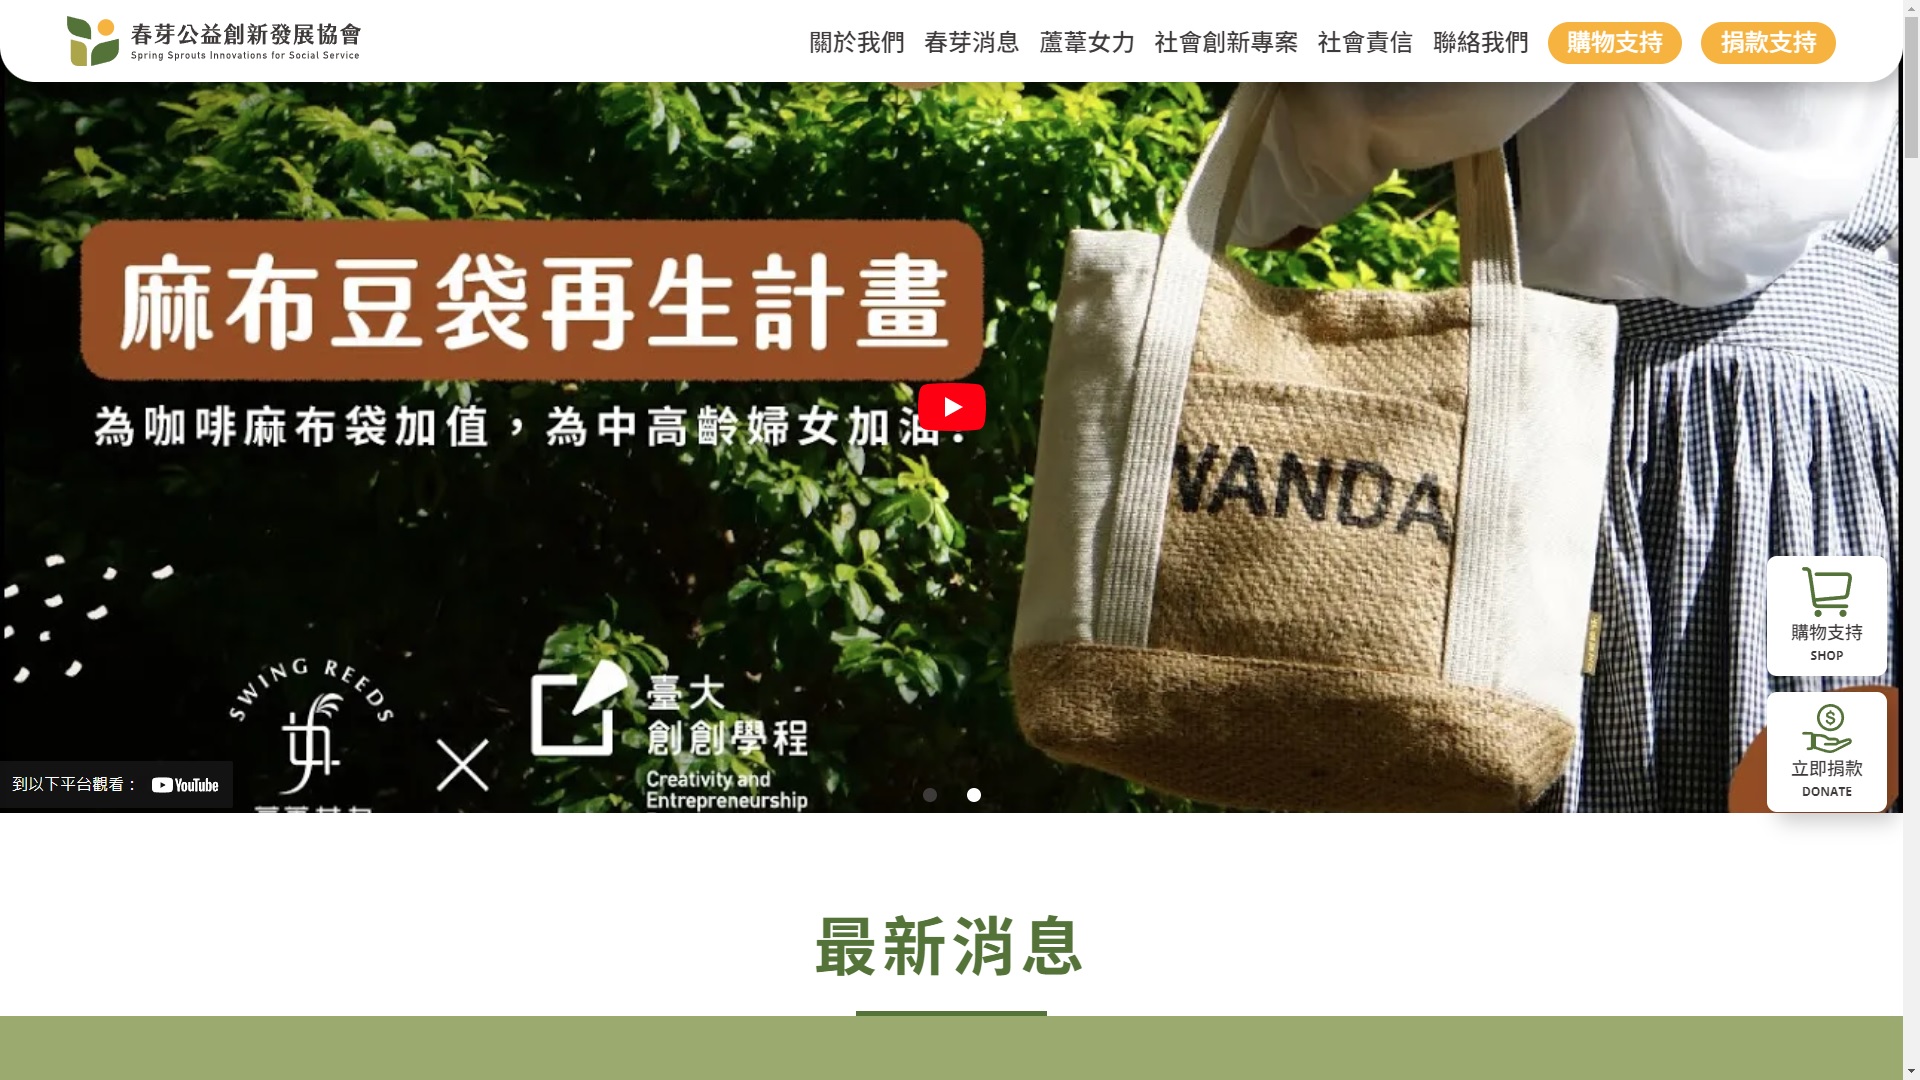 春芽公益創新發展協會
Spring Sprouts Innovations for Social Service
關於我們 春芽消息 蘆葦女力 社會創新專案 社會責信 聯絡我們 購物支持 捐款支持
麻布豆袋再生計畫
為咖啡麻布袋加值，為中高齡婦女加油
WANDA
購物支持
SHOP
立即捐款
DONATE
SWING REEDS
臺大
創創學程
Creativity and
Entrepreneurship
到以下平台觀看： YouTube
最新消息